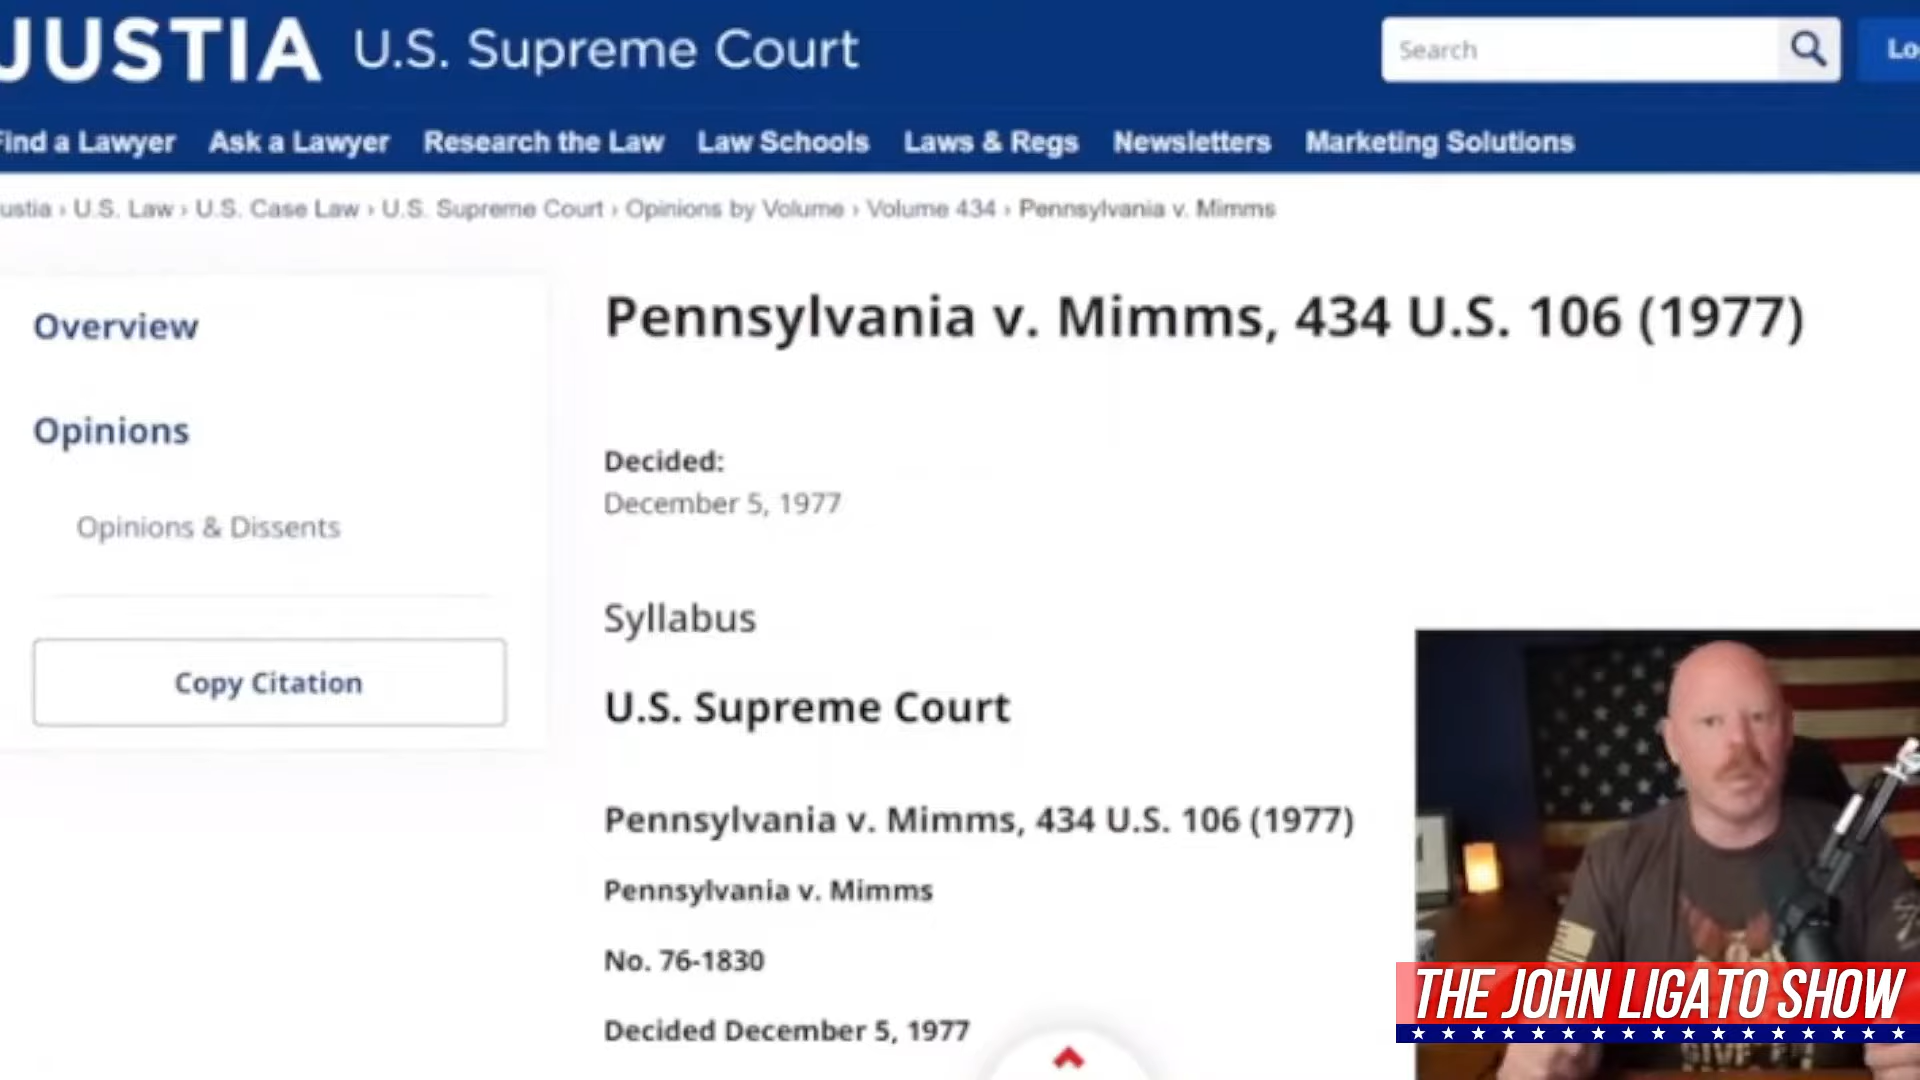 JUSTIA U.S. Supreme Court
Search
Lo
Find a Lawyer Ask a Lawyer Research the Law Law Schools Laws & Regs Newsletters Marketing Solutions
ustia › U.S. Law › U.S. Case Law › U.S. Supreme Court › Opinions by Volume › Volume 434 › Pennsylvania v. Mimms
Overview
Opinions
Opinions & Dissents
Copy Citation
Pennsylvania v. Mimms, 434 U.S. 106 (1977)
Decided:
December 5, 1977
Syllabus
U.S. Supreme Court
Pennsylvania v. Mimms, 434 U.S. 106 (1977)
Pennsylvania v. Mimms
No. 76-1830
Decided December 5, 1977
THE JOHN LIGATO SHOW